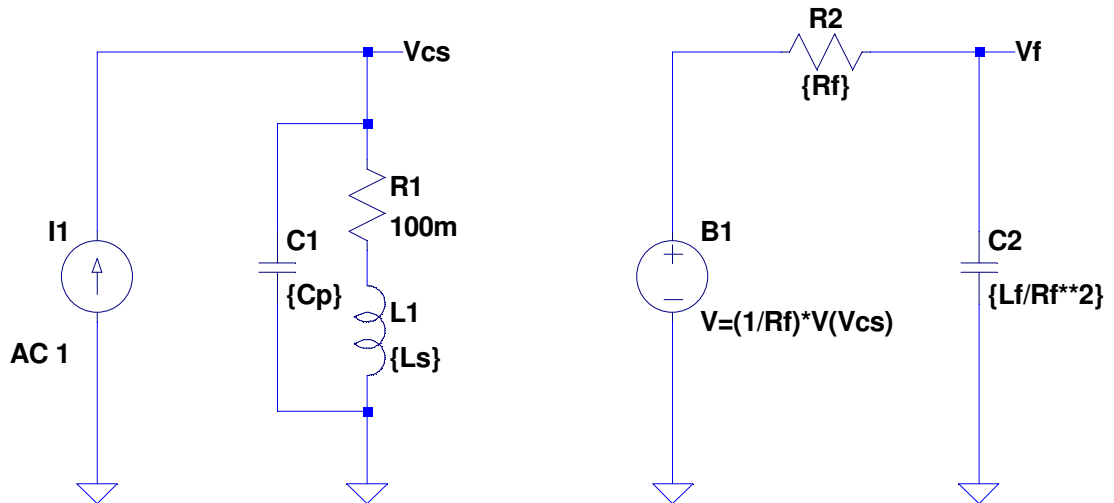 Vcs
R1
100m
C1
{Cp}
L1
{Ls}
I1
AC 1
R2
{Rf}
Vf
B1
V=(1/Rf)*V(Vcs)
C2
{Lf/Rf**2}